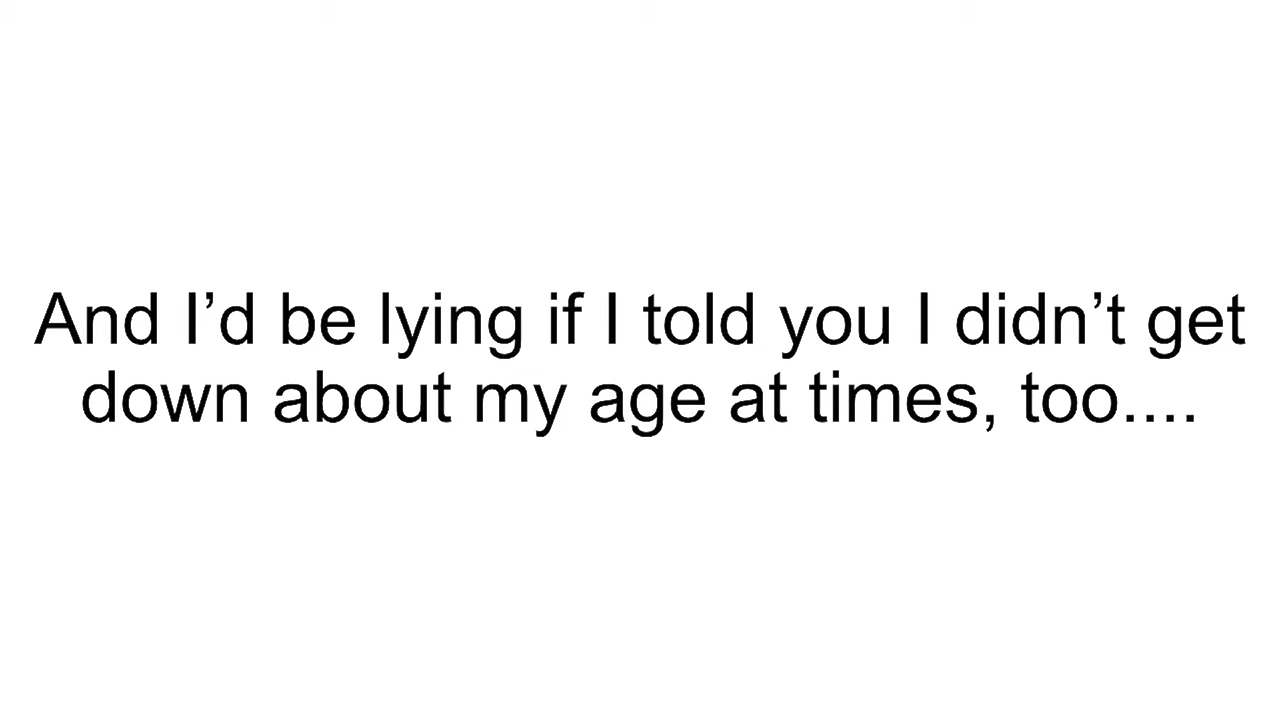 And I’d be lying if I told you I didn’t get
down about my age at times, too....